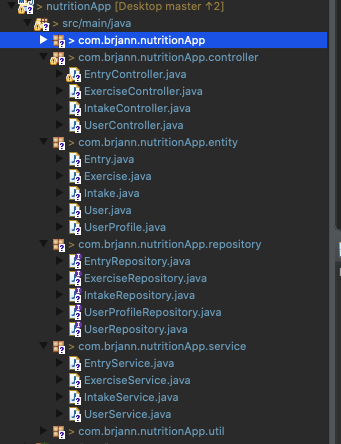 nutritionApp [Desktop master ↑2]
> src/main/java
> com.brjann.nutritionApp
> com.brjann.nutritionApp.controller
EntryController.java
ExerciseController.java
IntakeController.java
UserController.java
> com.brjann.nutritionApp.entity
Entry.java
Exercise.java
Intake.java
User.java
UserProfile.java
> com.brjann.nutritionApp.repository
EntryRepository.java
ExerciseRepository.java
IntakeRepository.java
UserProfileRepository.java
UserRepository.java
> com.brjann.nutritionApp.service
EntryService.java
ExerciseService.java
IntakeService.java
UserService.java
> com.brjann.nutritionApp.util